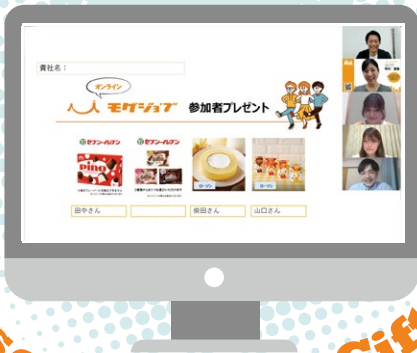 貴社名：
オンライン
モグジョブ 参加者プレゼント
セブン-イレブン
セブン-イレブン
pino
ローソン
ローソン
田中さん
柴田さん
山口さん
Gift